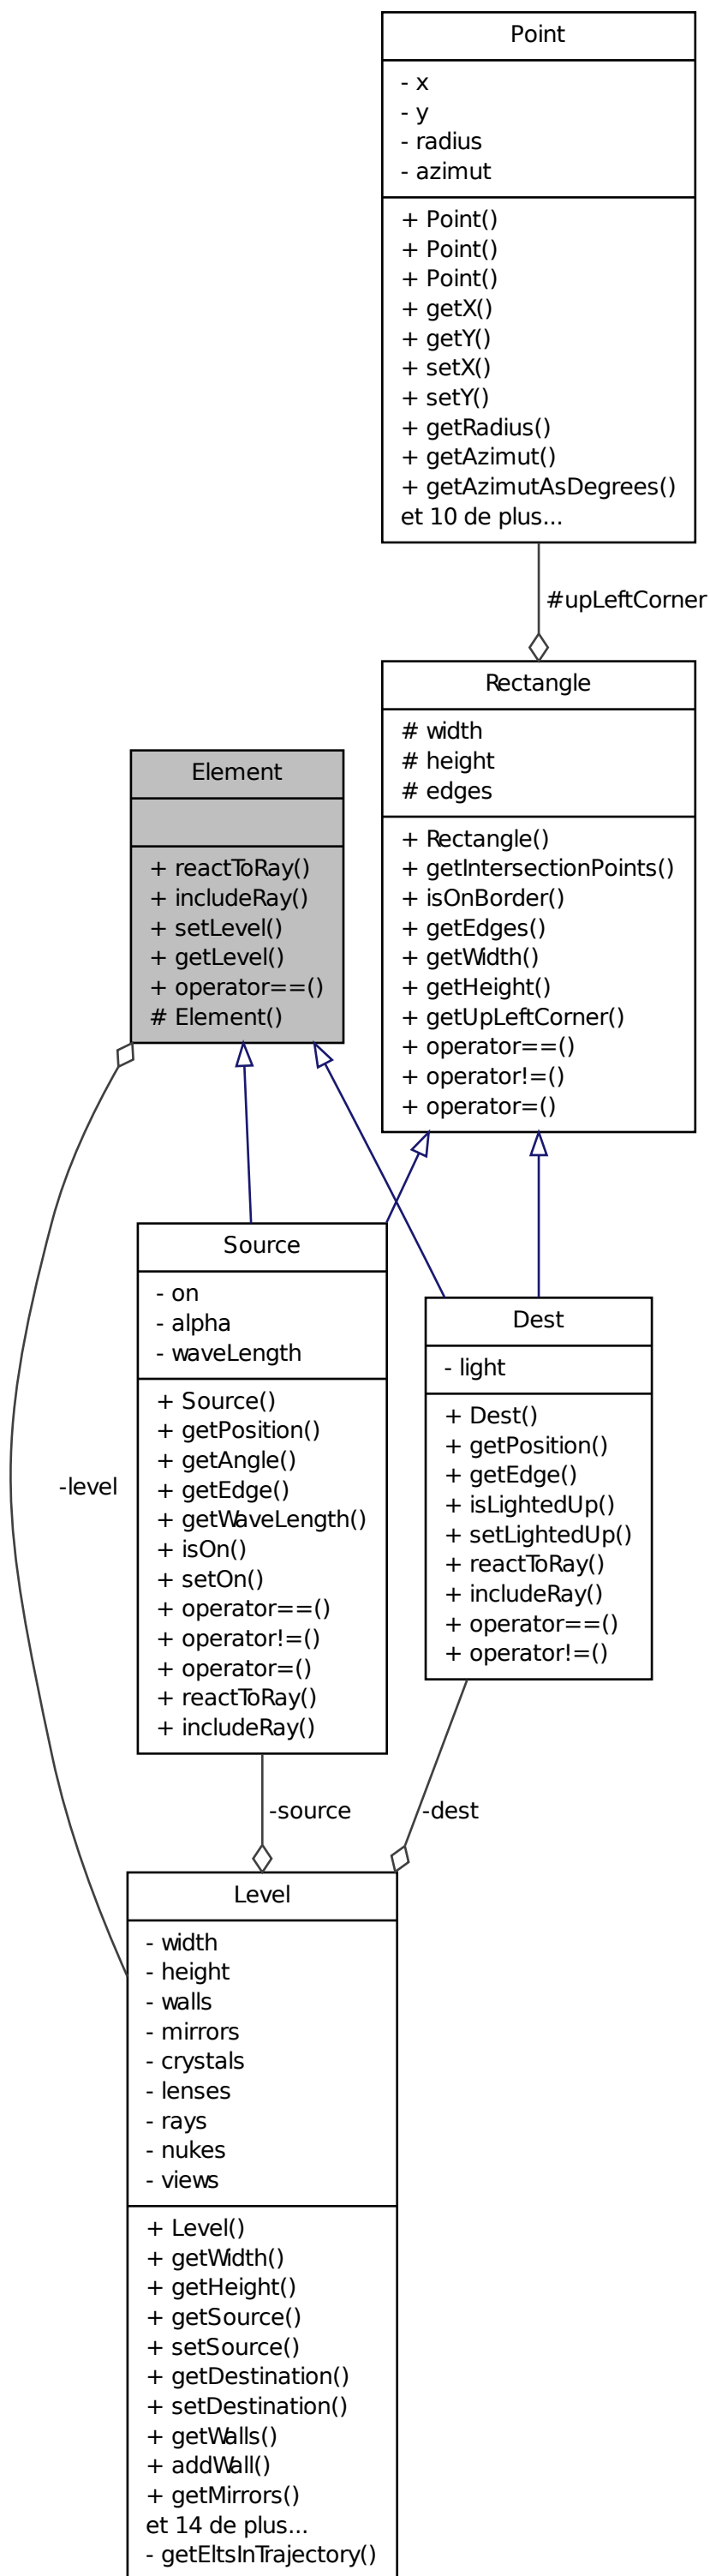 Point
- x
- y
- radius
- azimut
+ Point()
+ Point()
+ Point()
+ getX()
+ getY()
+ setX()
+ setY()
+ getRadius()
+ getAzimut()
+ getAzimutAsDegrees()
et 10 de plus...
#upLeftCorner
Rectangle
# width
# height
# edges
+ Rectangle()
+ getIntersectionPoints()
+ isOnBorder()
+ getEdges()
+ getWidth()
+ getHeight()
+ getUpLeftCorner()
+ operator==()
+ operator!=()
+ operator=()
Element
+ reactToRay()
+ includeRay()
+ setLevel()
+ getLevel()
+ operator==()
# Element()
Source
- on
- alpha
- waveLength
+ Source()
+ getPosition()
+ getAngle()
+ getEdge()
+ getWaveLength()
+ isOn()
+ setOn()
+ operator==()
+ operator!=()
+ operator=()
+ reactToRay()
+ includeRay()
Dest
- light
+ Dest()
+ getPosition()
+ getEdge()
+ isLightedUp()
+ setLightedUp()
+ reactToRay()
+ includeRay()
+ operator==()
+ operator!=()
-level
-source
-dest
Level
- width
- height
- walls
- mirrors
- crystals
- lenses
- rays
- nukes
- views
+ Level()
+ getWidth()
+ getHeight()
+ getSource()
+ setSource()
+ getDestination()
+ setDestination()
+ getWalls()
+ addWall()
+ getMirrors()
et 14 de plus...
- getEltsInTrajectory()